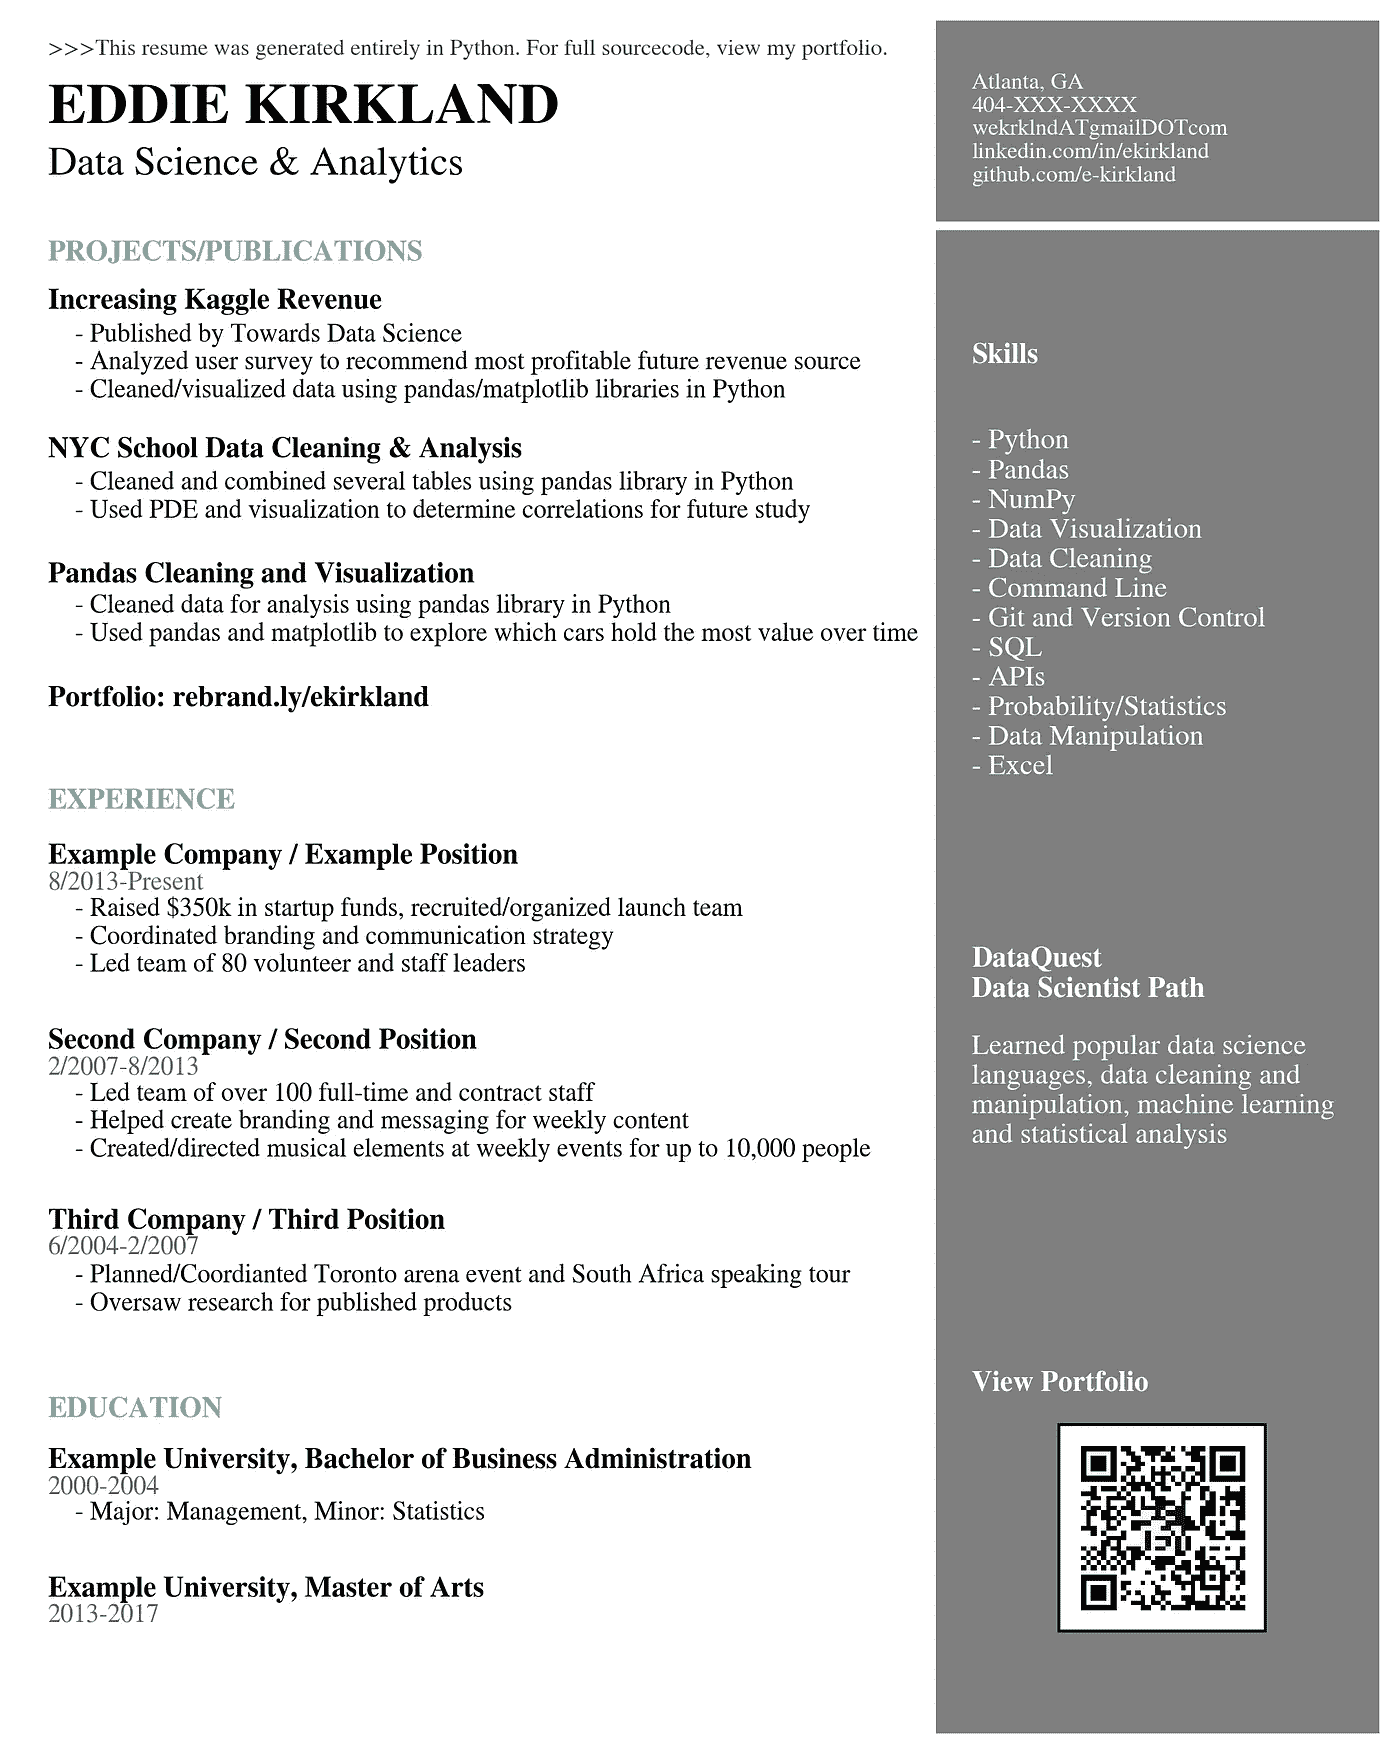 >>>This resume was generated entirely in Python. For full sourcecode, view my portfolio.
EDDIE KIRKLAND
Data Science & Analytics
PROJECTS/PUBLICATIONS
Increasing Kaggle Revenue
- Published by Towards Data Science
- Analyzed user survey to recommend most profitable future revenue source
- Cleaned/visualized data using pandas/matplotlib libraries in Python
NYC School Data Cleaning & Analysis
- Cleaned and combined several tables using pandas library in Python
- Used PDE and visualization to determine correlations for future study
Pandas Cleaning and Visualization
- Cleaned data for analysis using pandas library in Python
- Used pandas and matplotlib to explore which cars hold the most value over time
Portfolio: rebrand.ly/ekirkland
EXPERIENCE
Example Company / Example Position
8/2013-Present
- Raised $350k in startup funds, recruited/organized launch team
- Coordinated branding and communication strategy
- Led team of 80 volunteer and staff leaders
Second Company / Second Position
2/2007-8/2013
- Led team of over 100 full-time and contract staff
- Helped create branding and messaging for weekly content
- Created/directed musical elements at weekly events for up to 10,000 people
Third Company / Third Position
6/2004-2/2007
- Planned/Coordianted Toronto arena event and South Africa speaking tour
- Oversaw research for published products
EDUCATION
Example University, Bachelor of Business Administration
2000-2004
- Major: Management, Minor: Statistics
Example University, Master of Arts
2013-2017
Atlanta, GA
404-XXX-XXXX
wekrklndATgmailDOTcom
linkedin.com/in/ekirkland
github.com/e-kirkland
Skills
- Python
- Pandas
- NumPy
- Data Visualization
- Data Cleaning
- Command Line
- Git and Version Control
- SQL
- APIs
- Probability/Statistics
- Data Manipulation
- Excel
DataQuest
Data Scientist Path
Learned popular data science
languages, data cleaning and
manipulation, machine learning
and statistical analysis
View Portfolio